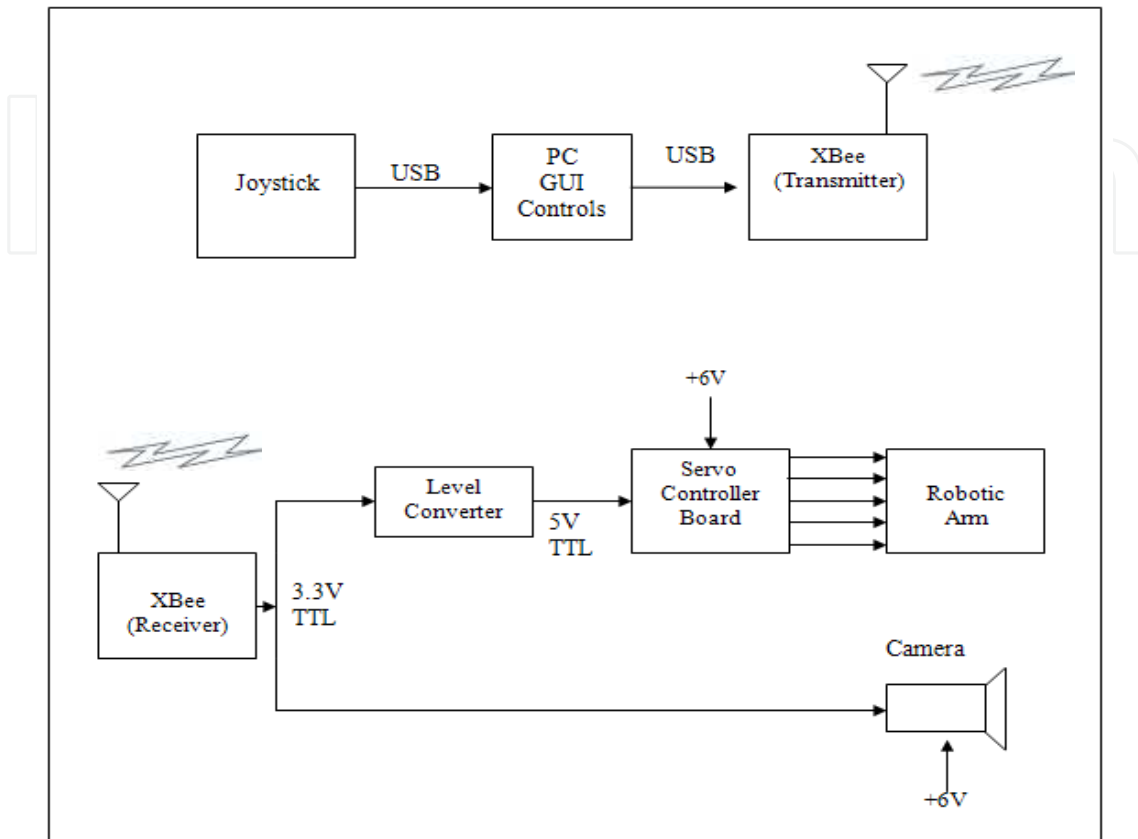 Joystick
USB
PC
GUI
Controls
USB
XBee
(Transmitter)
+6V
XBee
(Receiver)
3.3V
TTL
Level
Converter
5V
TTL
Servo
Controller
Board
Robotic
Arm
Camera
+6V